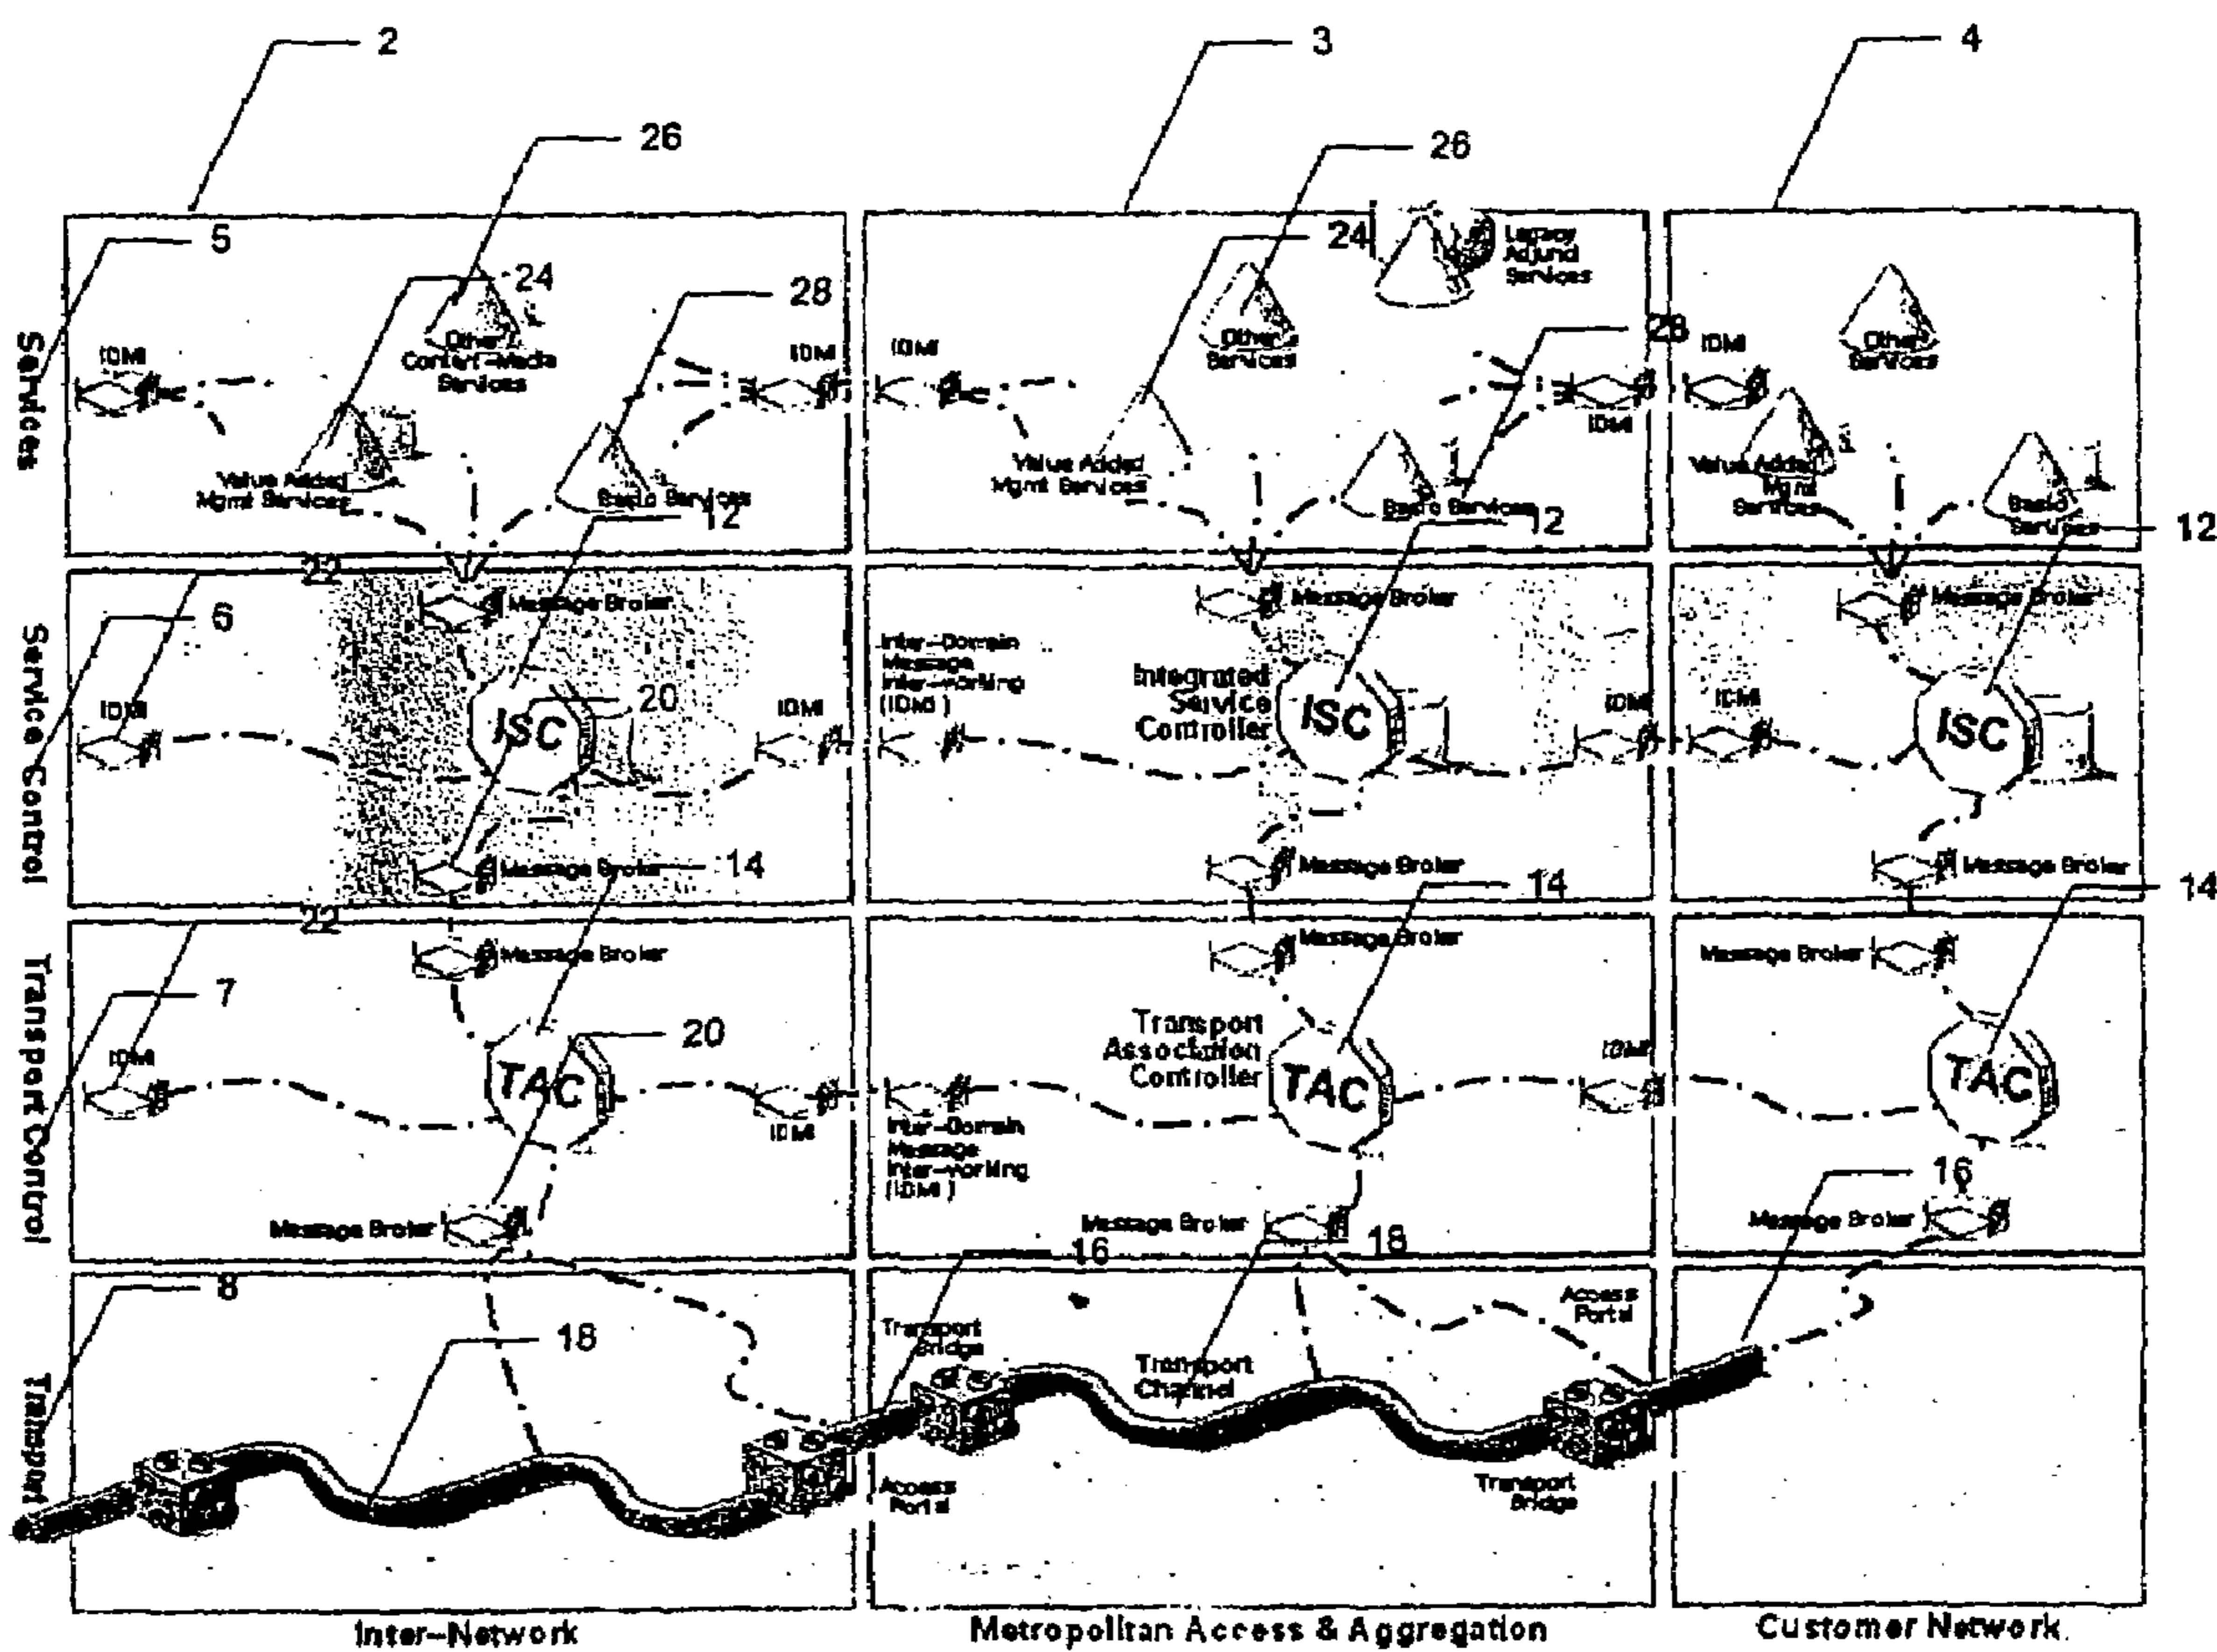 2
3
4
26
26
5
24
24
Legacy
Adjunct
Services
28
28
Services
Other
Content-Media
Services
Other
Services
Other
Services
IDMI
IDMI
IDMI
IDMI
IDMI
Value Added
Mgmt Services
Basic Services
Value Added
Mgmt Services
Basic Services
Value Added
Mgmt
Services
Basic
Services
12
12
12
22
Message Broker
Message Broker
Message Broker
6
Service Control
Inter-Domain
Message
Inter-working
(IDMI)
Integrated
Service
Controller
20
IDMI
IDMI
IDMI
IDMI
ISC
ISC
ISC
Message Broker
14
Message Broker
14
Message Broker
14
22
Message Broker
Message Broker
Message Broker
7
Transport Control
20
Transport
Association
Controller
IDMI
IDMI
IDMI
TAC
TAC
TAC
Inter-Domain
Message
Inter-working
(IDMI)
16
Message Broker
Message Broker
Message Broker
16
18
8
18
Transport
Bridge
Access
Portal
Transport
Channel
Transport
Access
Portal
Transport
Bridge
Inter-Network
Metropolitan Access & Aggregation
Customer Network